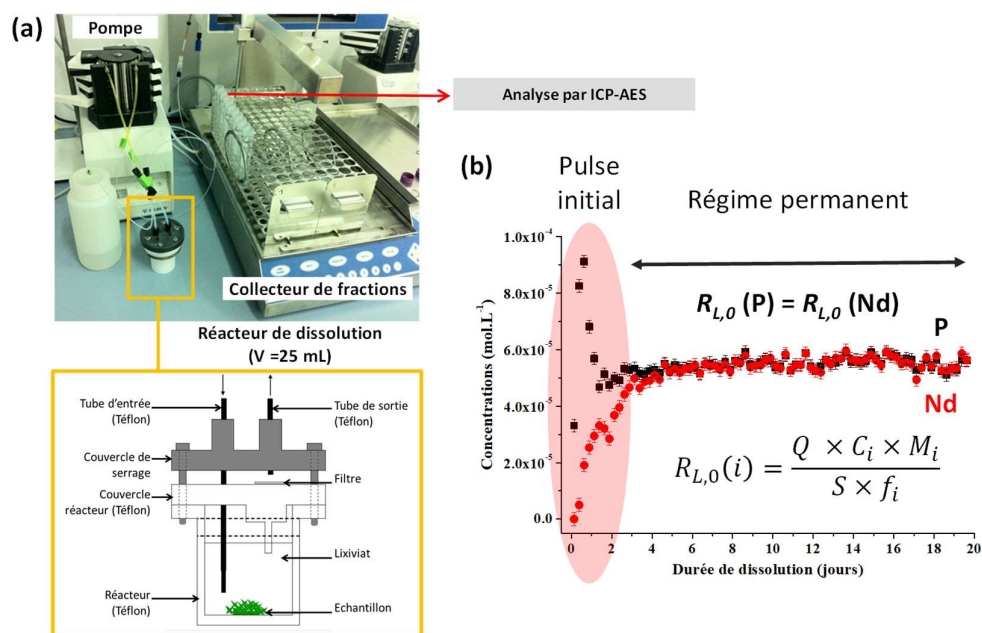 (a)
Pompe
Analyse par ICP-AES
Collecteur de fractions
Réacteur de dissolution
(V =25 mL)
Tube d'entrée
(Téflon)
Tube de sortie
(Téflon)
Couvercle de
serrage
Filtre
Couvercle
réacteur (Téflon)
Lixiviat
Réacteur
(Téflon)
Echantillon
(b)
Pulse
initial
Régime permanent
1.0x10⁻⁴
8.0x10⁻⁵
6.0x10⁻⁵
4.0x10⁻⁵
2.0x10⁻⁵
0.0
Concentrations (mol.L⁻¹)
R_{L,0} (P) = R_{L,0} (Nd)
P
Nd
R_{L,0}(i) = \frac{Q × C_i × M_i}{S × f_i}
0 2 4 6 8 10 12 14 16 18 20
Durée de dissolution (jours)